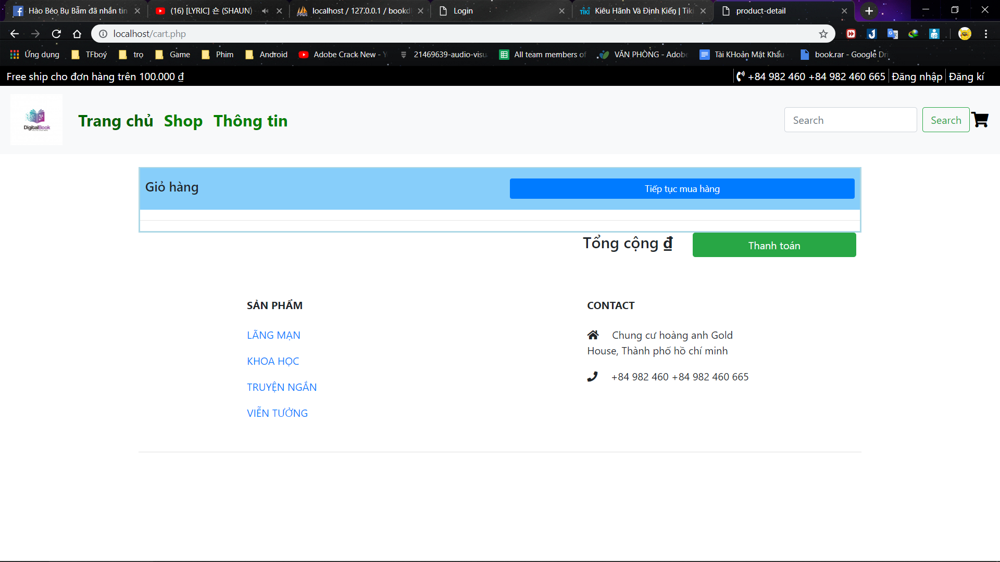 Hào Béo Bụ Bẫm đã nhắn tin
(16) [LYRIC] 숀 (SHAUN)
localhost / 127.0.0.1 / bookdb
Login
TIKI Kiêu Hãnh Và Định Kiến | Tiki
product-detail
localhost/cart.php
Ứng dụng
TFboý
trọ
Game
Phim
Android
Adobe Crack New - Y
21469639-audio-visu
All team members of
VĂN PHÒNG - Adobe
Tài KHoản Mật Khẩu
book.rar - Google Dri
Free ship cho đơn hàng trên 100.000 ₫
+84 982 460 +84 982 460 665
Đăng nhập
Đăng kí
DigitalBook
Trang chủ
Shop
Thông tin
Search
Search
Giỏ hàng
Tiếp tục mua hàng
Tổng cộng ₫
Thanh toán
SẢN PHẨM
LÃNG MẠN
KHOA HỌC
TRUYỆN NGẮN
VIỄN TƯỞNG
CONTACT
Chung cư hoàng anh Gold
House, Thành phố hồ chí minh
+84 982 460 +84 982 460 665